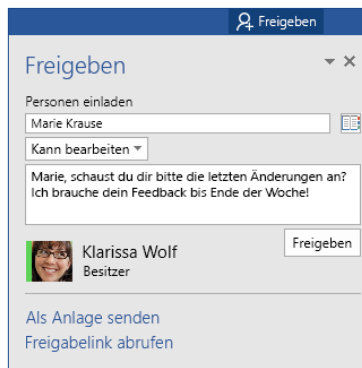 Freigeben
Freigeben
Personen einladen
Marie Krause
Kann bearbeiten
Marie, schaust du dir bitte die letzten Änderungen an?
Ich brauche dein Feedback bis Ende der Woche!
Freigeben
Klarissa Wolf
Besitzer
Als Anlage senden
Freigabelink abrufen